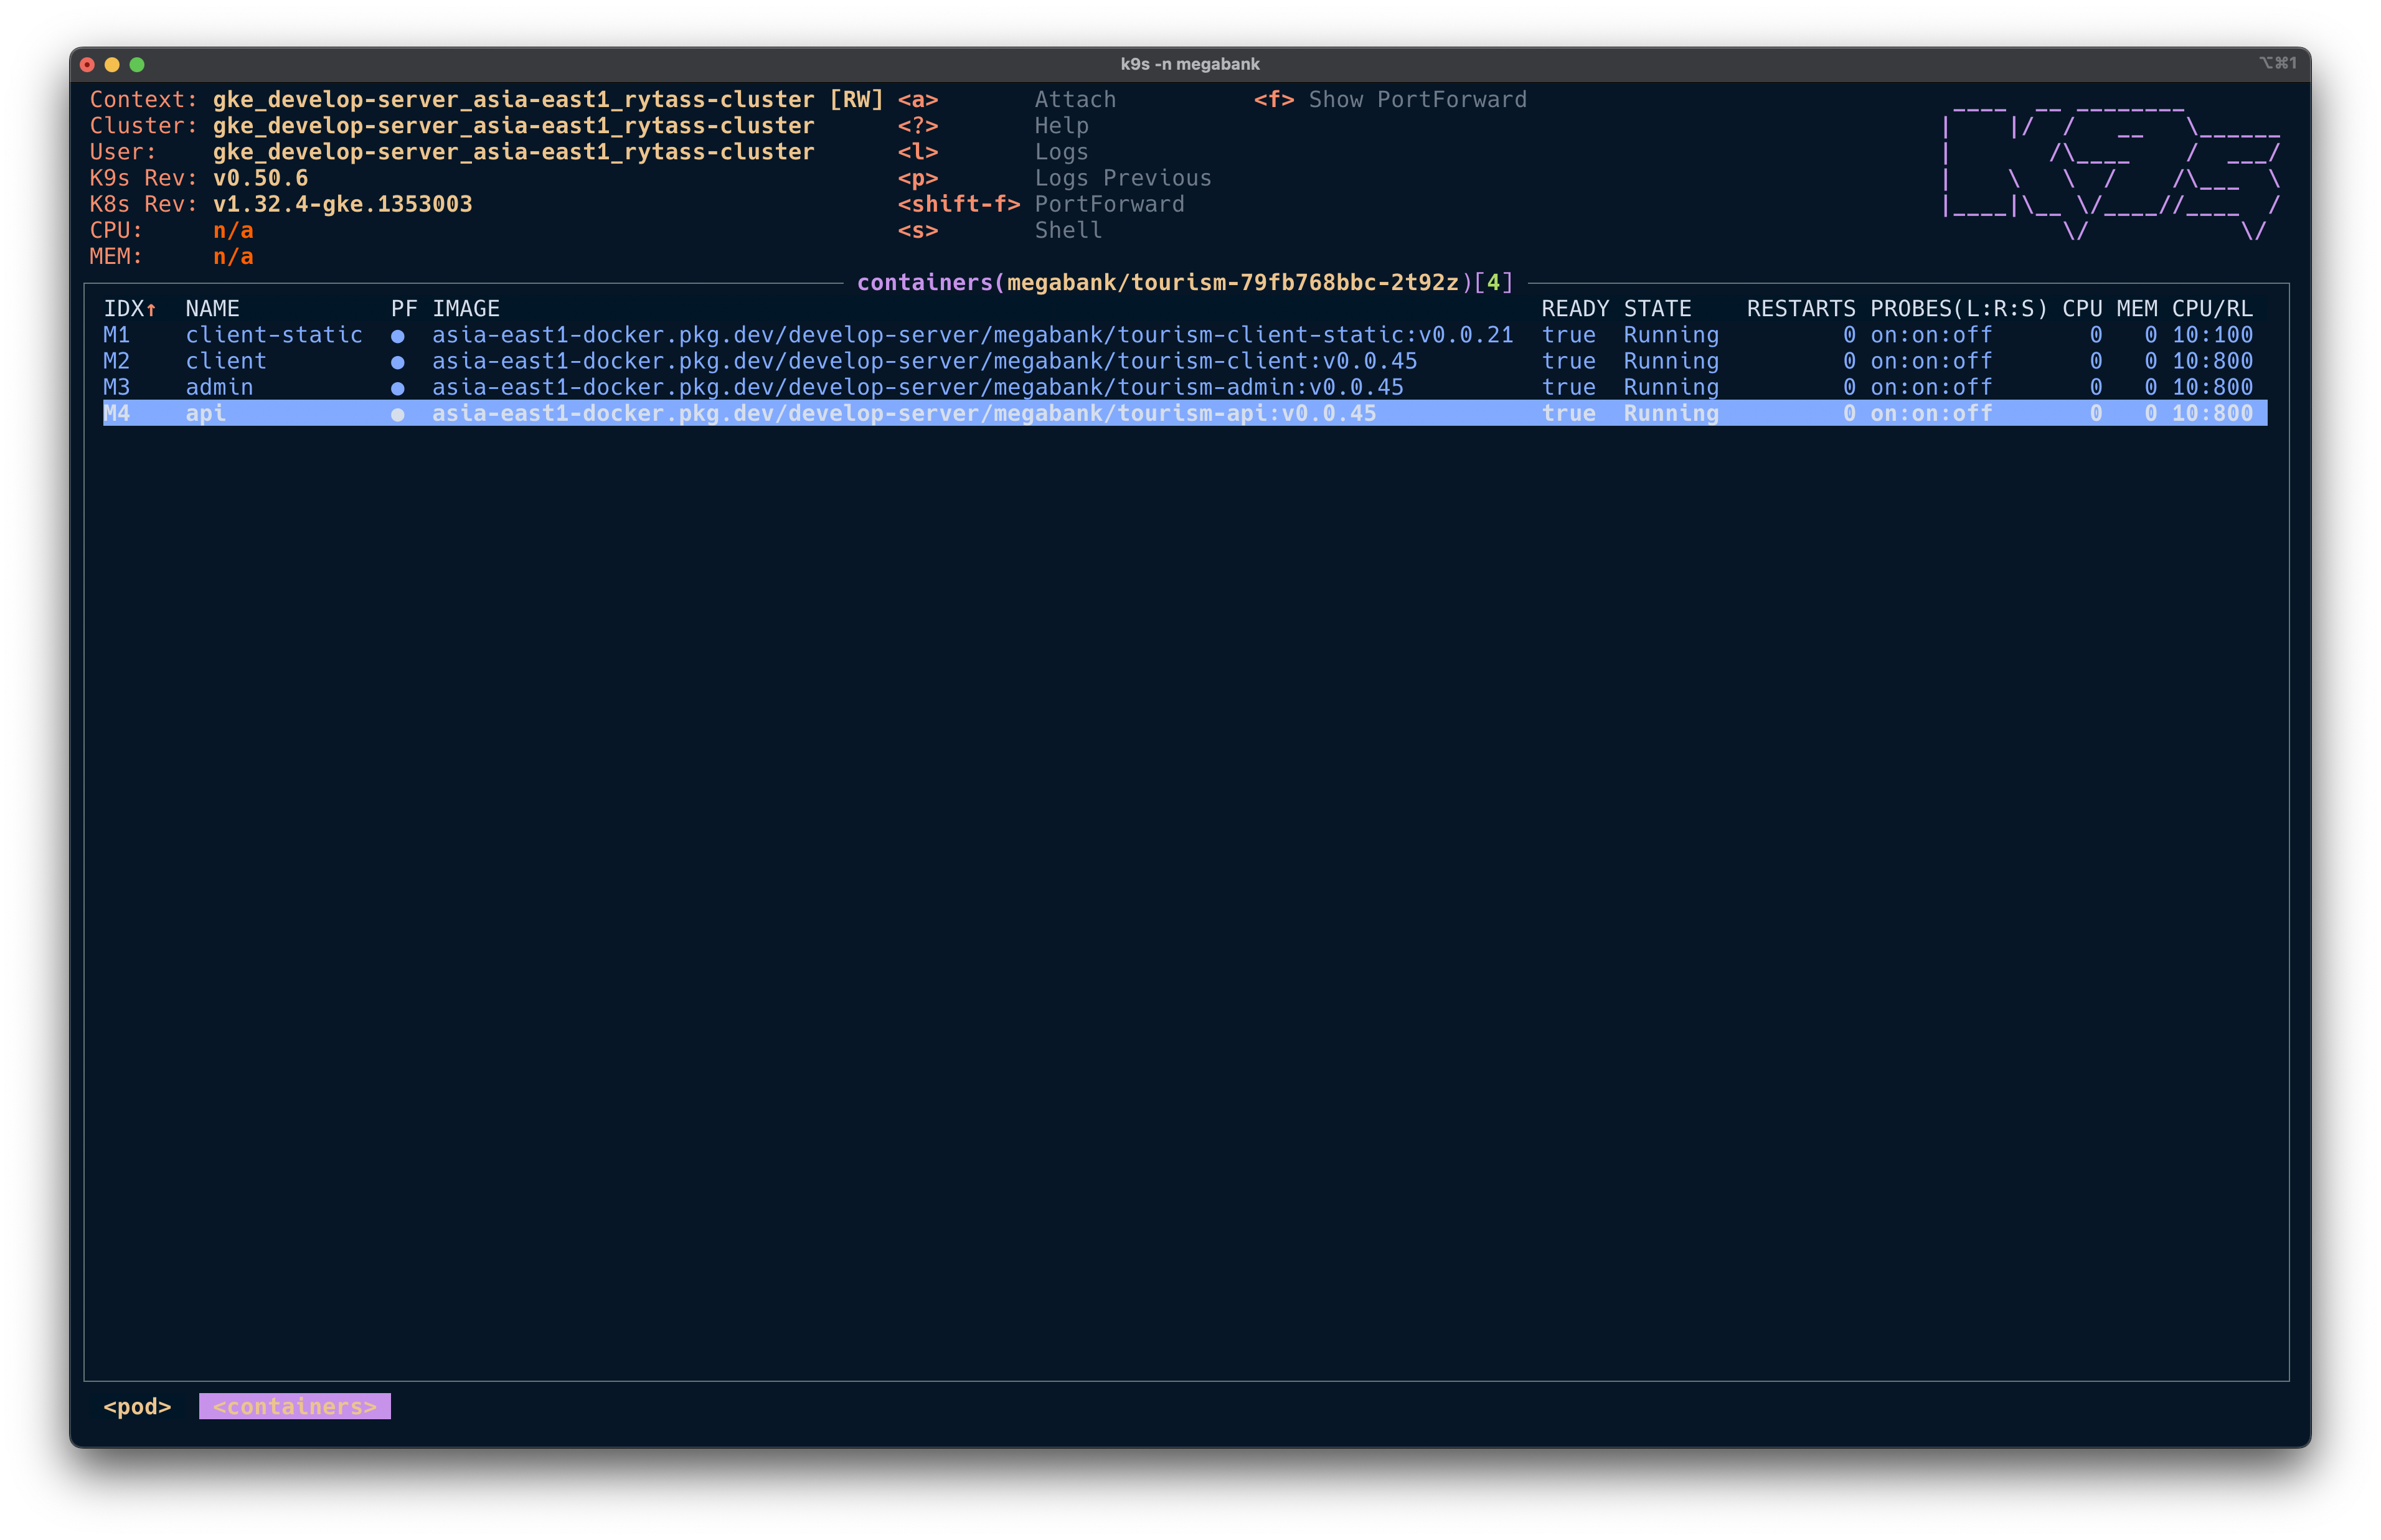 k9s -n megabank ⌥⌘1
Context: gke_develop-server_asia-east1_rytass-cluster [RW] <a> Attach <f> Show PortForward
Cluster: gke_develop-server_asia-east1_rytass-cluster <?> Help
User: gke_develop-server_asia-east1_rytass-cluster <l> Logs
K9s Rev: v0.50.6 <p> Logs Previous
K8s Rev: v1.32.4-gke.1353003 <shift-f> PortForward
CPU: n/a <s> Shell
MEM: n/a
containers(megabank/tourism-79fb768bbc-2t92z)[4]
IDX↑ NAME PF IMAGE READY STATE RESTARTS PROBES(L:R:S) CPU MEM CPU/RL
M1 client-static ● asia-east1-docker.pkg.dev/develop-server/megabank/tourism-client-static:v0.0.21 true Running 0 on:on:off 0 0 10:100
M2 client ● asia-east1-docker.pkg.dev/develop-server/megabank/tourism-client:v0.0.45 true Running 0 on:on:off 0 0 10:800
M3 admin ● asia-east1-docker.pkg.dev/develop-server/megabank/tourism-admin:v0.0.45 true Running 0 on:on:off 0 0 10:800
M4 api ● asia-east1-docker.pkg.dev/develop-server/megabank/tourism-api:v0.0.45 true Running 0 on:on:off 0 0 10:800
<pod> <containers>